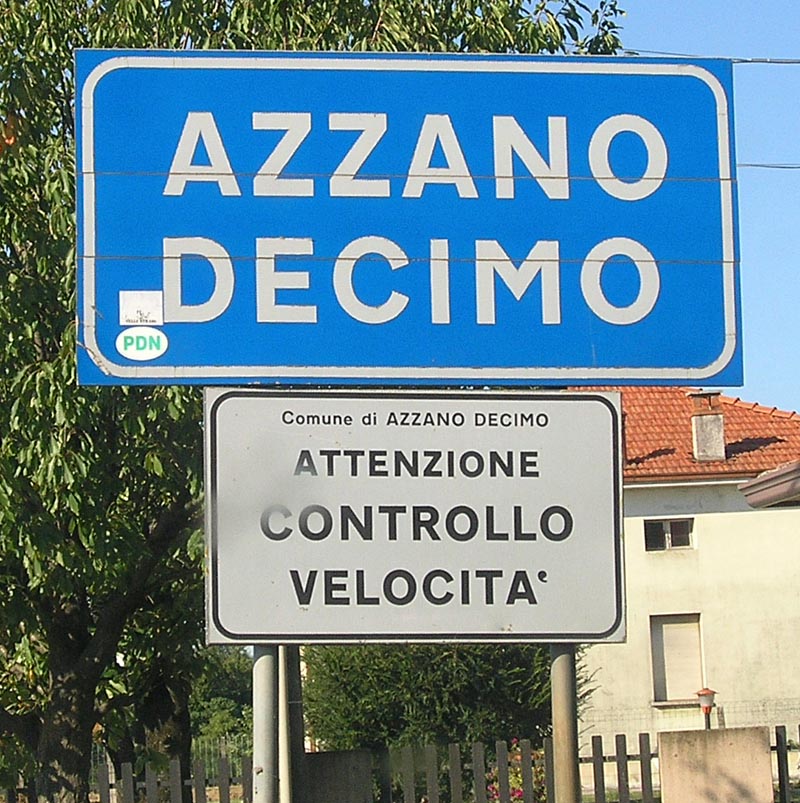 AZZANO
DECIMO
PDN
Comune di AZZANO DECIMO
ATTENZIONE
CONTROLLO
VELOCITA'